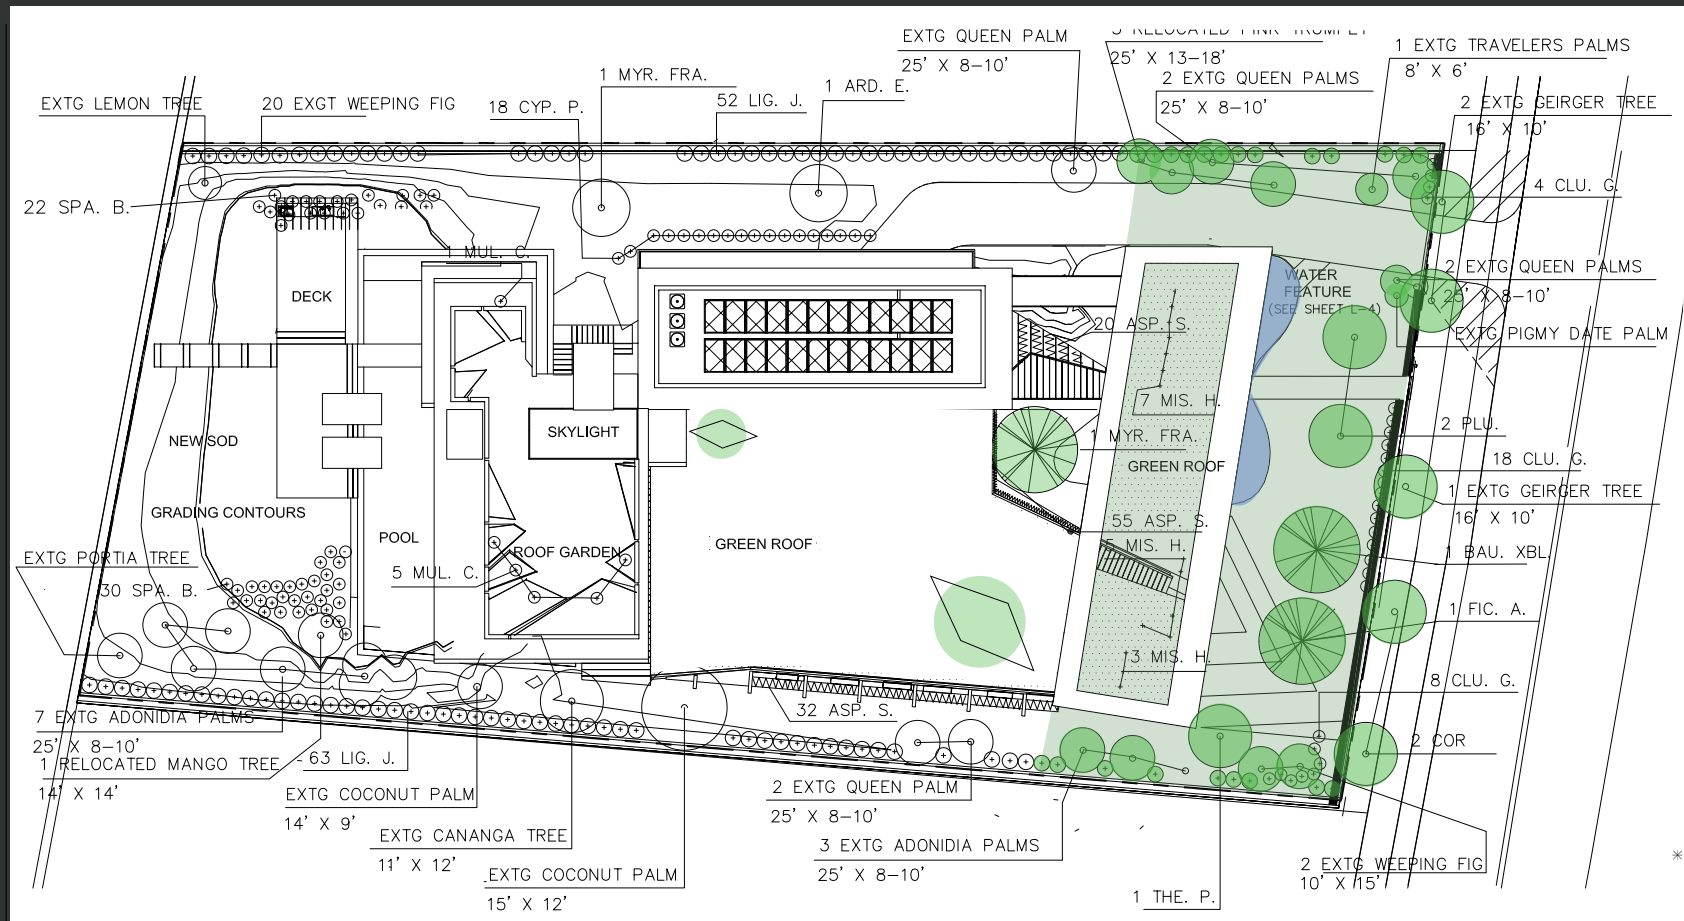 EXTG QUEEN PALM
25' X 8-10'
3 RELOCATED PINK TRUMPET
25' X 13-18'
1 EXTG TRAVELERS PALMS
8' X 6'
2 EXTG QUEEN PALMS
25' X 8-10'
1 MYR. FRA.
1 ARD. E.
EXTG LEMON TREE
20 EXGT WEEPING FIG
18 CYP. P.
52 LIG. J.
2 EXTG GEIRGER TREE
16' X 10'
4 CLU. G.
22 SPA. B.
1 MUL. C.
DECK
WATER
FEATURE
(SEE SHEET L-4)
2 EXTG QUEEN PALMS
25' X 8-10'
20 ASP. S.
EXTG PIGMY DATE PALM
7 MIS. H.
NEW SOD
SKYLIGHT
1 MYR. FRA.
2 PLU.
GREEN ROOF
18 CLU. G.
1 EXTG GEIRGER TREE
16' X 10'
GRADING CONTOURS
POOL
ROOF GARDEN
GREEN ROOF
55 ASP. S.
5 MIS. H.
1 BAU. XBL.
EXTG PORTIA TREE
5 MUL. C.
30 SPA. B.
1 FIC. A.
3 MIS. H.
8 CLU. G.
7 EXTG ADONIDIA PALMS
25' X 8-10'
32 ASP. S.
2 COR
1 RELOCATED MANGO TREE
14' X 14'
63 LIG. J.
EXTG COCONUT PALM
14' X 9'
2 EXTG QUEEN PALM
25' X 8-10'
EXTG CANANGA TREE
11' X 12'
3 EXTG ADONIDIA PALMS
25' X 8-10'
2 EXTG WEEPING FIG
10' X 15'
EXTG COCONUT PALM
15' X 12'
1 THE. P.